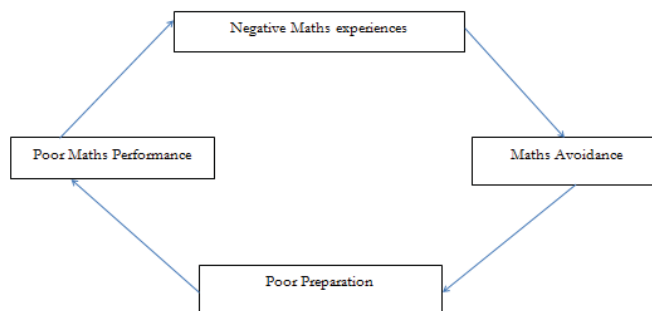 Negative Maths experiences
Poor Maths Performance
Maths Avoidance
Poor Preparation